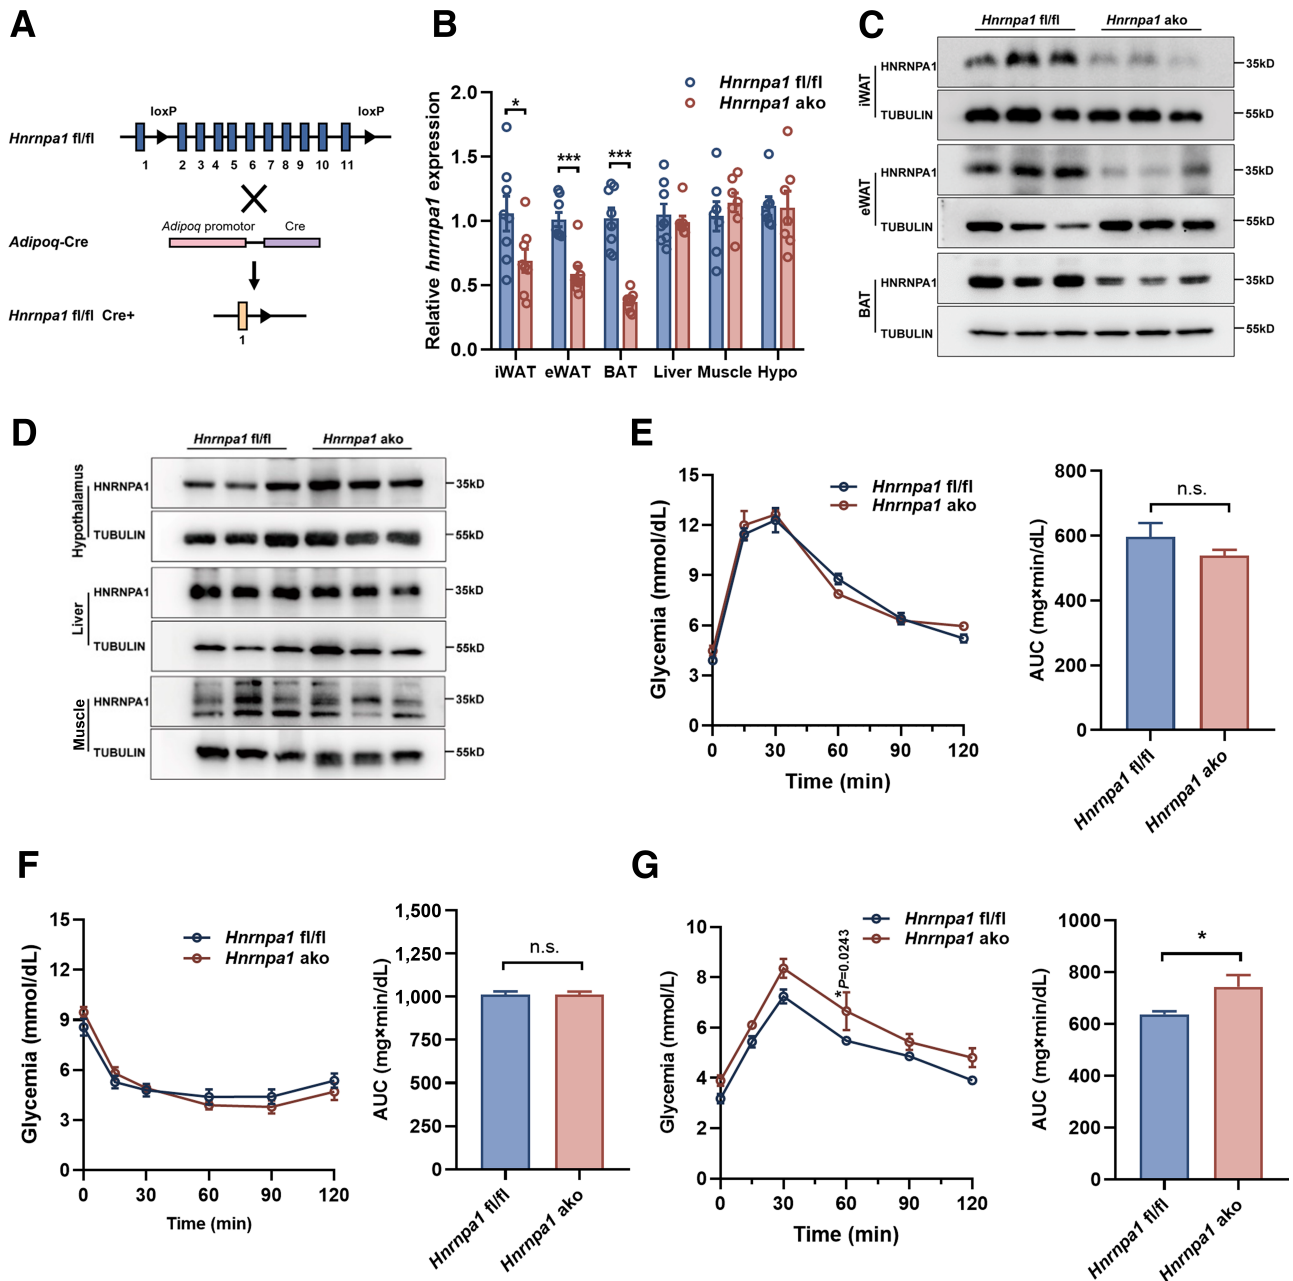 A
loxP loxP
Hnrnpa1 fl/fl
1 2 3 4 5 6 7 8 9 10 11
Adipoq promotor Cre
Adipoq-Cre
Hnrnpa1 fl/fl Cre+
1
B
Hnrnpa1 fl/fl
Hnrnpa1 ako
Relative hnrnpa1 expression
2.0
1.5
1.0
0.5
0.0
* *** ***
iWAT eWAT BAT Liver Muscle Hypo
C
Hnrnpa1 fl/fl Hnrnpa1 ako
iWAT
HNRNPA1 35kD
TUBULIN 55kD
eWAT
HNRNPA1 35kD
TUBULIN 55kD
BAT
HNRNPA1 35kD
TUBULIN 55kD
D
Hnrnpa1 fl/fl Hnrnpa1 ako
Hypothalamus
HNRNPA1 35kD
TUBULIN 55kD
Liver
HNRNPA1 35kD
TUBULIN 55kD
Muscle
HNRNPA1 35kD
TUBULIN 55kD
E
Hnrnpa1 fl/fl
Hnrnpa1 ako
Glycemia (mmol/dL)
15
12
9
6
3
0
0 30 60 90 120
Time (min)
AUC (mg×min/dL)
800
600
400
200
0
n.s.
Hnrnpa1 fl/fl
Hnrnpa1 ako
F
Hnrnpa1 fl/fl
Hnrnpa1 ako
Glycemia (mmol/dL)
15
12
9
6
3
0
0 30 60 90 120
Time (min)
AUC (mg×min/dL)
1,500
1,250
1,000
750
500
250
0
n.s.
Hnrnpa1 fl/fl
Hnrnpa1 ako
G
Hnrnpa1 fl/fl
Hnrnpa1 ako
Glycemia (mmol/L)
10
8
6
4
2
0
*P=0.0243
0 30 60 90 120
Time (min)
AUC (mg×min/dL)
1000
800
600
400
200
0
*
Hnrnpa1 fl/fl
Hnrnpa1 ako